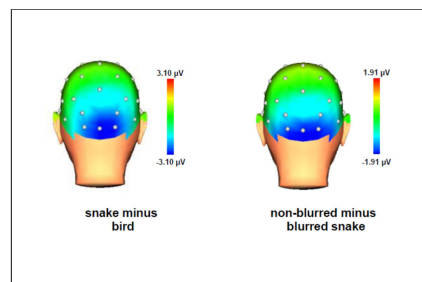 3.10 µV
-3.10 µV
snake minus
bird
1.91 µV
-1.91 µV
non-blurred minus
blurred snake